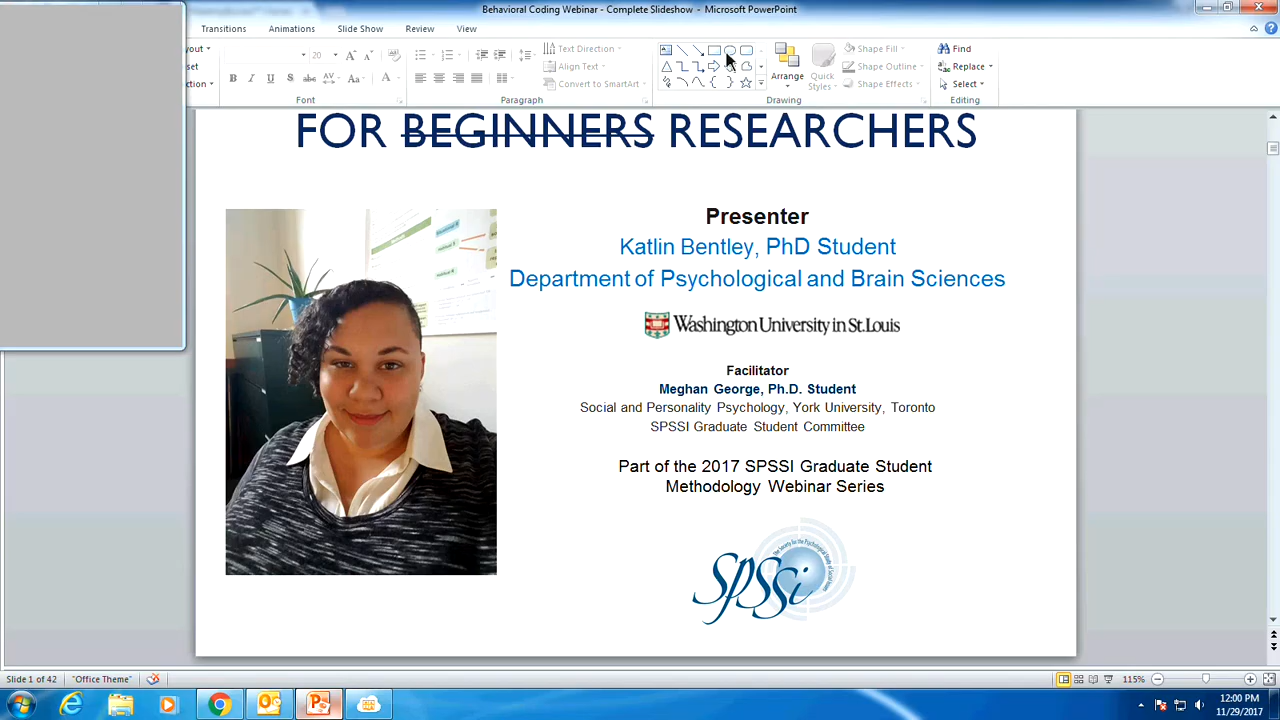 Behavioral Coding Webinar - Complete Slideshow - Microsoft PowerPoint
Transitions Animations Slide Show Review View
20
Text Direction
Align Text
Convert to SmartArt
Arrange
Quick Styles
Shape Fill
Shape Outline
Shape Effects
Find
Replace
Select
Font Paragraph Drawing Editing
FOR BEGINNERS RESEARCHERS
Presenter
Katlin Bentley, PhD Student
Department of Psychological and Brain Sciences
Washington University in St. Louis
Facilitator
Meghan George, Ph.D. Student
Social and Personality Psychology, York University, Toronto
SPSSI Graduate Student Committee
Part of the 2017 SPSSI Graduate Student
Methodology Webinar Series
SPSSI
Slide 1 of 42 "Office Theme" 115%
12:00 PM
11/29/2017